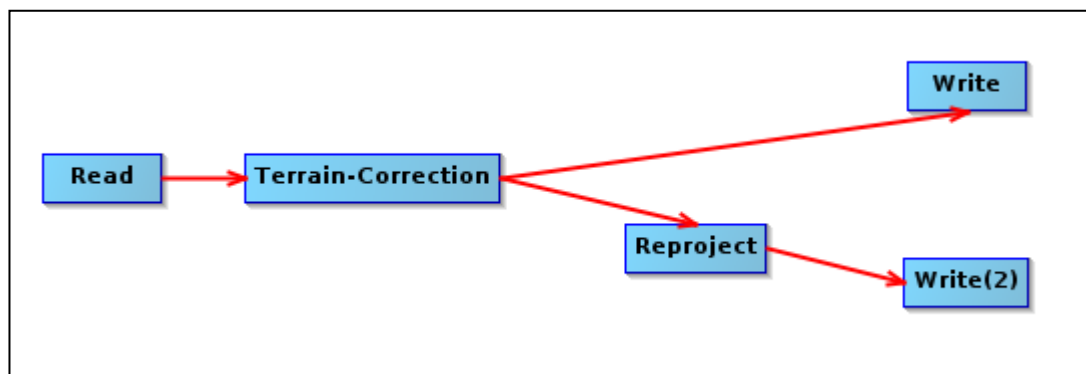 Write
Read
Terrain-Correction
Reproject
Write(2)